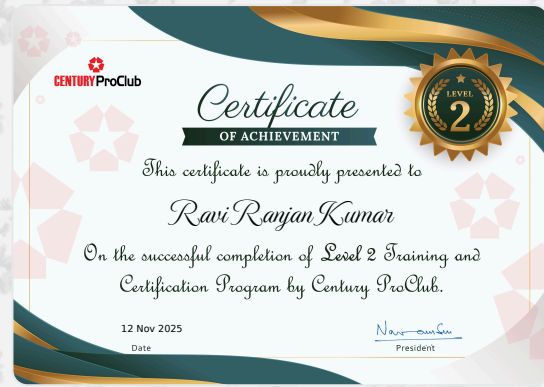 CENTURY ProClub
LEVEL
2
Certificate
OF ACHIEVEMENT
This certificate is proudly presented to
Ravi Ranjan Kumar
On the successful completion of Level 2 Training and
Certification Program by Century ProClub.
12 Nov 2025
Date
President